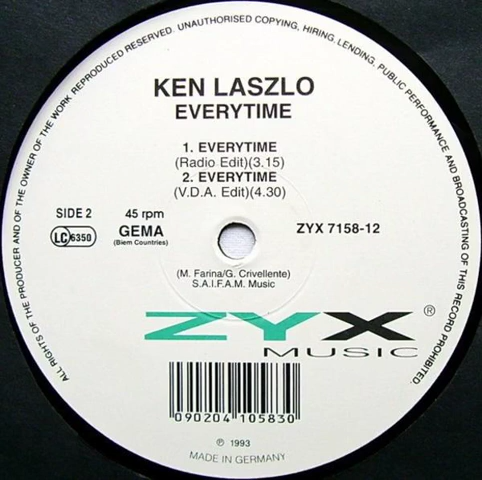 ALL RIGHTS OF THE PRODUCER AND OF THE OWNER OF THE WORK REPRODUCED RESERVED. UNAUTHORISED COPYING, HIRING, LENDING, PUBLIC PERFORMANCE AND BROADCASTING OF THIS RECORD PROHIBITED.
KEN LASZLO
EVERYTIME
1. EVERYTIME
(Radio Edit)(3.15)
2. EVERYTIME
(V.D.A. Edit)(4.30)
SIDE 2
45 rpm
LC 6350
GEMA
(Biem Countries)
ZYX 7158-12
(M. Farina/G. Crivellente)
S.A.I.F.A.M. Music
ZYX ®
MUSIC
090204 105830
℗ 1993
MADE IN GERMANY